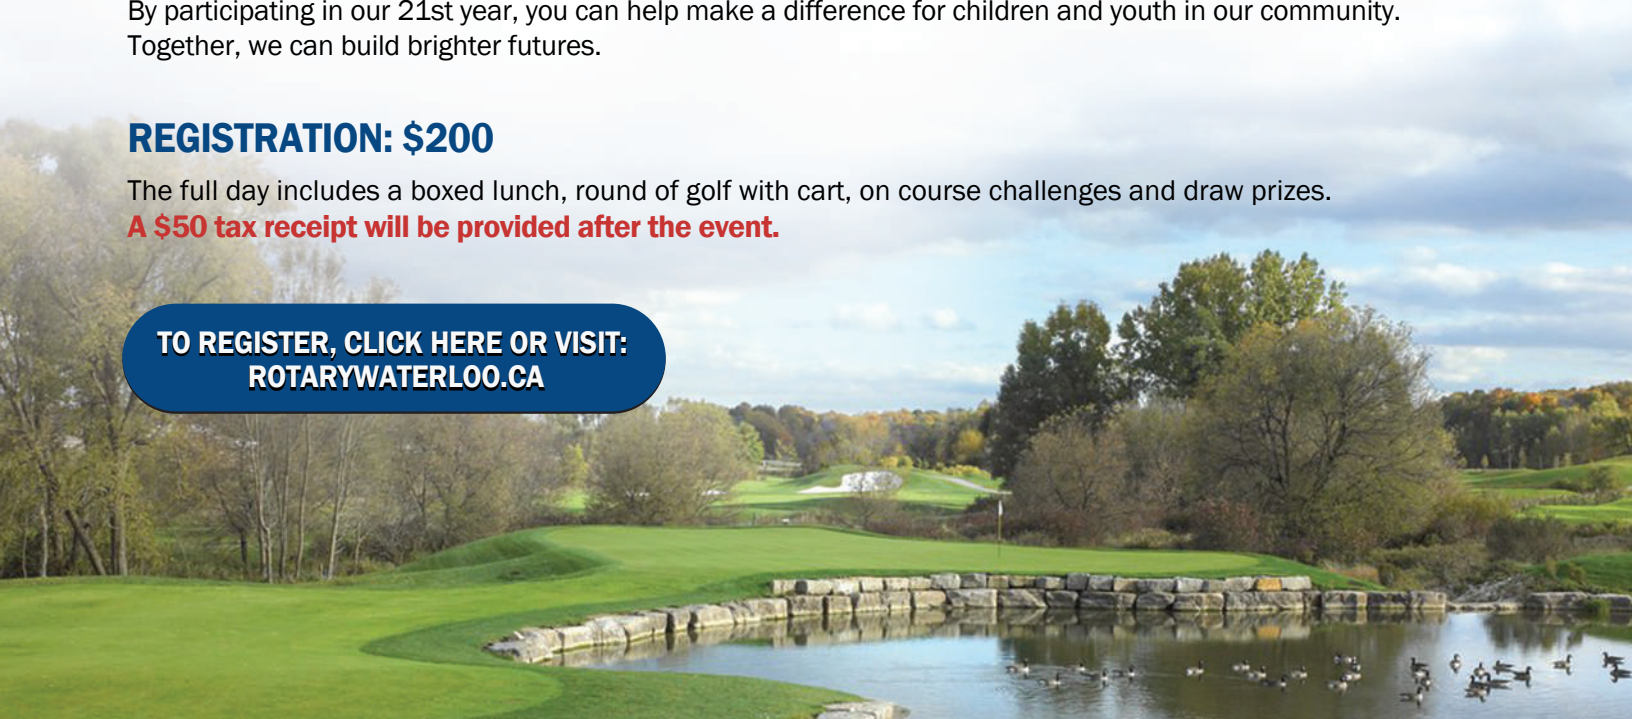 By participating in our 21st year, you can help make a difference for children and youth in our community.
Together, we can build brighter futures.
REGISTRATION: $200
The full day includes a boxed lunch, round of golf with cart, on course challenges and draw prizes.
A $50 tax receipt will be provided after the event.
TO REGISTER, CLICK HERE OR VISIT:
ROTARYWATERLOO.CA